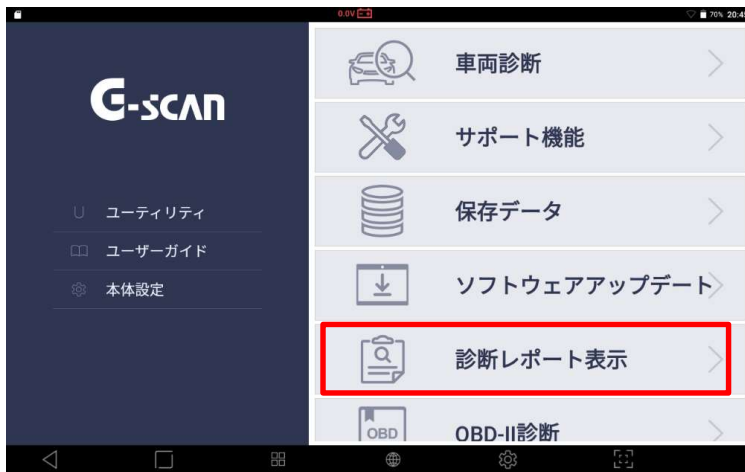 0.0V
70% 20:45
G-scan
ユーティリティ
ユーザーガイド
本体設定
車両診断
サポート機能
保存データ
ソフトウェアアップデート
診断レポート表示
OBD
OBD-II診断